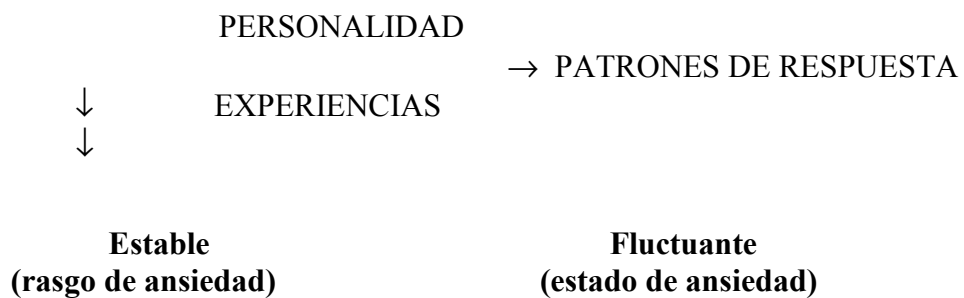 PERSONALIDAD
→ PATRONES DE RESPUESTA
↓ EXPERIENCIAS
↓
Estable Fluctuante
(rasgo de ansiedad) (estado de ansiedad)